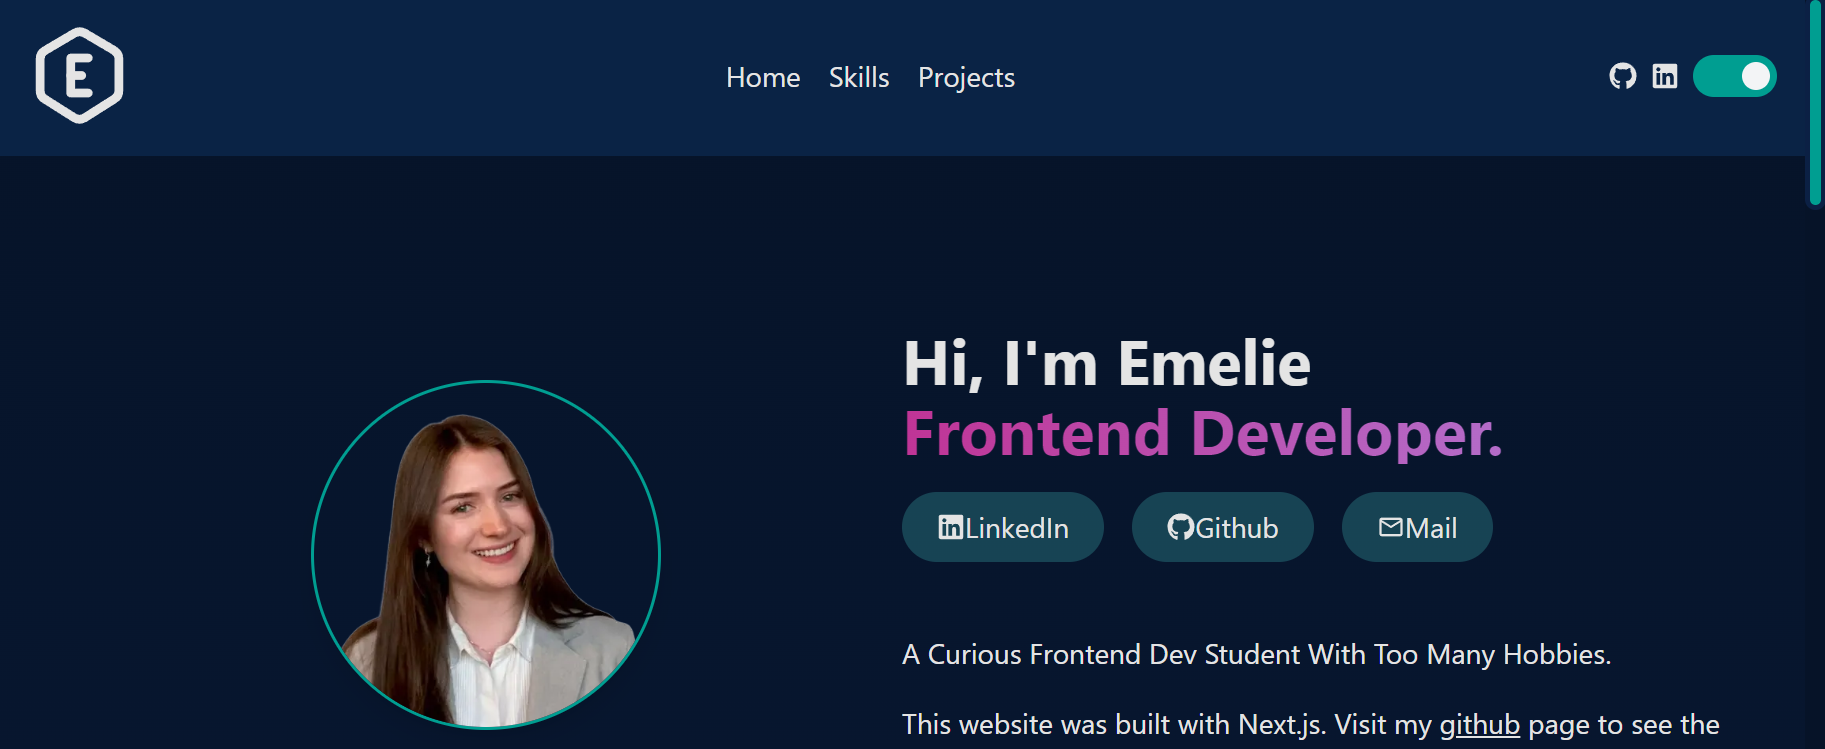 E
Home Skills Projects
Hi, I'm Emelie
Frontend Developer.
LinkedIn Github Mail
A Curious Frontend Dev Student With Too Many Hobbies.
This website was built with Next.js. Visit my github page to see the